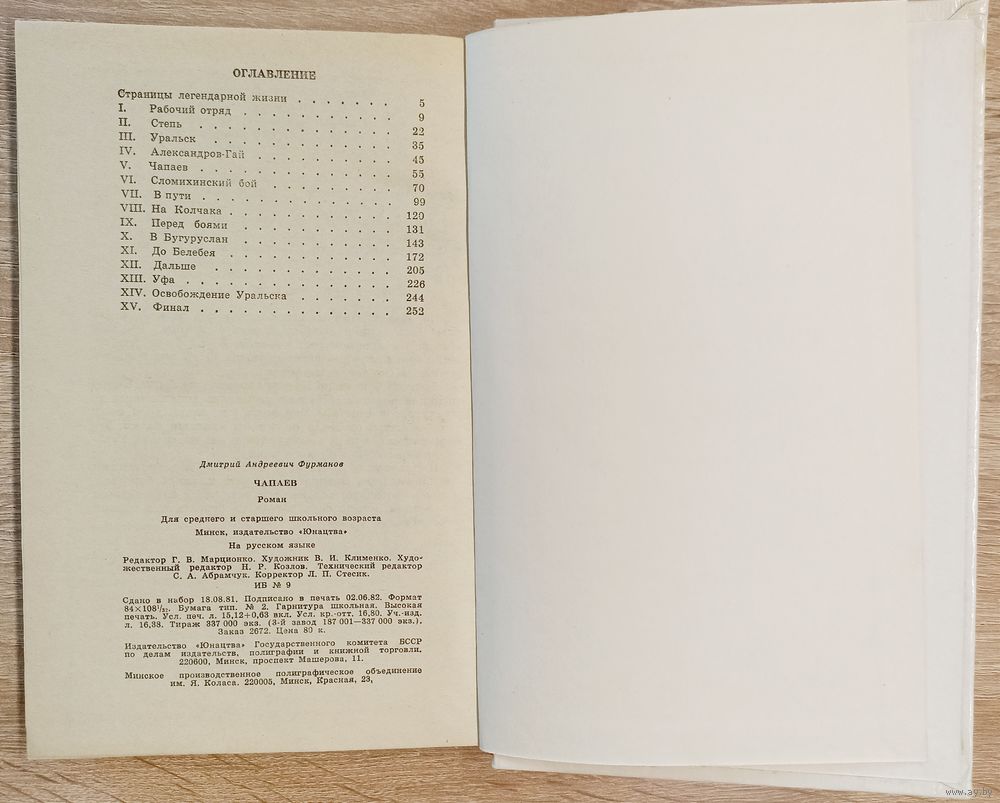 ОГЛАВЛЕНИЕ
Страницы легендарной жизни . . . . . . . 5
I. Рабочий отряд . . . . . . . . . . . 9
II. Степь . . . . . . . . . . . . . 22
III. Уральск . . . . . . . . . . . . 35
IV. Александров-Гай . . . . . . . . . 45
V. Чапаев . . . . . . . . . . . . . 55
VI. Сломихинский бой . . . . . . . . . 70
VII. В пути . . . . . . . . . . . . . 99
VIII. На Колчака . . . . . . . . . . . 120
IX. Перед боями . . . . . . . . . . . 131
X. В Бугуруслан . . . . . . . . . . 143
XI. До Белебея . . . . . . . . . . . 172
XII. Дальше . . . . . . . . . . . . 205
XIII. Уфа . . . . . . . . . . . . . . 226
XIV. Освобождение Уральска . . . . . . . 244
XV. Финал . . . . . . . . . . . . . 252
Дмитрий Андреевич Фурманов
ЧАПАЕВ
Роман
Для среднего и старшего школьного возраста
Минск, издательство «Юнацтва»
На русском языке
Редактор Г. В. Марционко. Художник В. И. Клименко. Худо-
жественный редактор Н. Р. Козлов. Технический редактор
С. А. Абрамчук. Корректор Л. П. Стесик.
ИБ № 9
Сдано в набор 18.08.81. Подписано в печать 02.06.82. Формат
84×108¹/₃₂. Бумага тип. № 2. Гарнитура школьная. Высокая
печать. Усл. печ. л. 15,12+0,63 вкл. Усл. кр.-отт. 16,80. Уч.-изд.
л. 16,38. Тираж 337 000 экз. (3-й завод 187 001—337 000 экз.).
Заказ 2672. Цена 80 к.
Издательство «Юнацтва» Государственного комитета БССР
по делам издательств, полиграфии и книжной торговли.
220600, Минск, проспект Машерова, 11.
Минское производственное полиграфическое объединение
им. Я. Коласа. 220005, Минск, Красная, 23,
www.ay.by